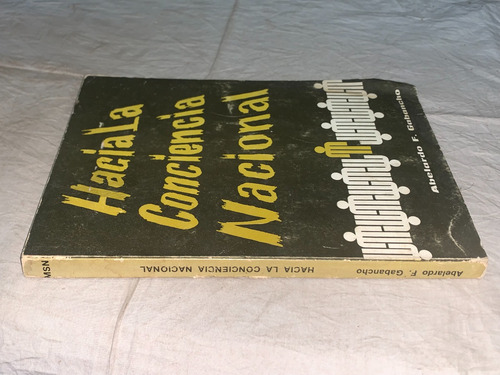 Hacia La
Conciencia
Nacional
Abelardo F. Gabancho
Abelardo F. Gabancho HACIA LA CONCIENCIA NACIONAL MSN